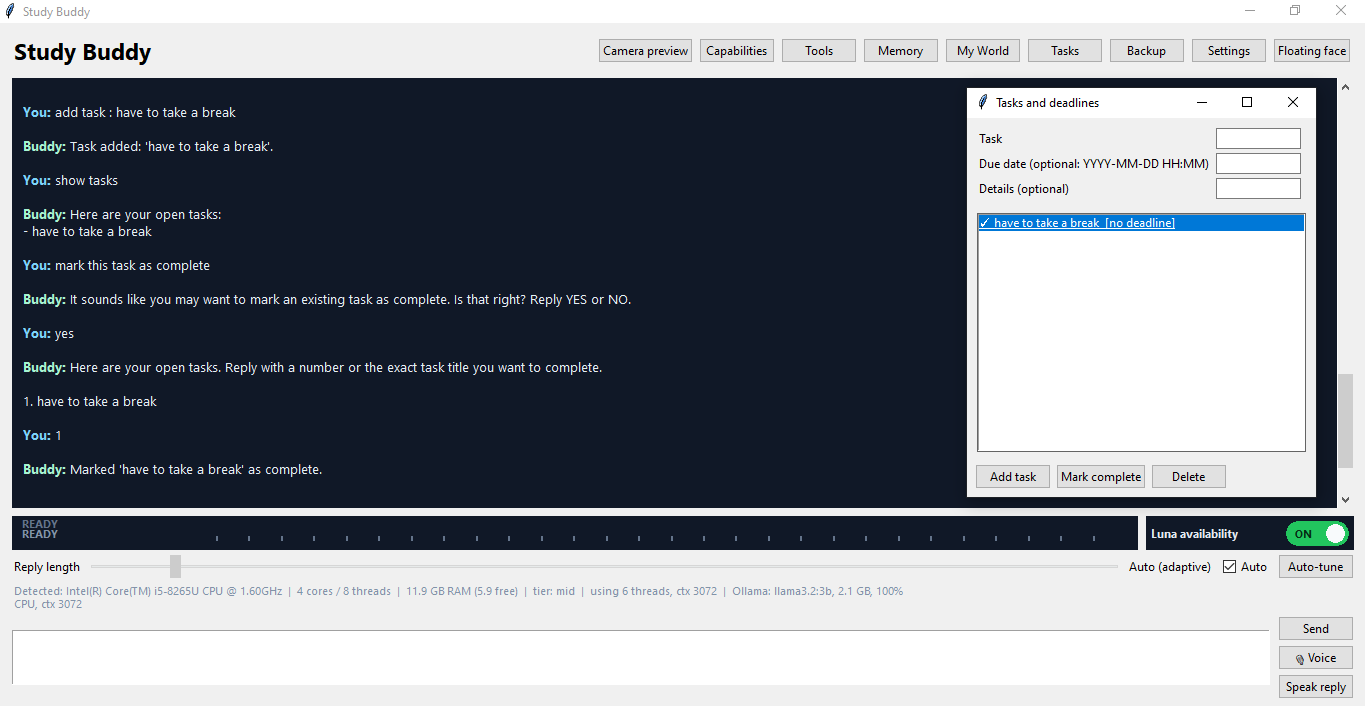 Study Buddy
Study Buddy
Camera preview Capabilities Tools Memory My World Tasks Backup Settings Floating face
You: add task : have to take a break
Buddy: Task added: 'have to take a break'.
You: show tasks
Buddy: Here are your open tasks:
- have to take a break
You: mark this task as complete
Buddy: It sounds like you may want to mark an existing task as complete. Is that right? Reply YES or NO.
You: yes
Buddy: Here are your open tasks. Reply with a number or the exact task title you want to complete.
1. have to take a break
You: 1
Buddy: Marked 'have to take a break' as complete.
Tasks and deadlines
Task
Due date (optional: YYYY-MM-DD HH:MM)
Details (optional)
✓ have to take a break [no deadline]
Add task Mark complete Delete
READY
READY
Luna availability ON
Reply length Auto (adaptive) Auto Auto-tune
Detected: Intel(R) Core(TM) i5-8265U CPU @ 1.60GHz | 4 cores / 8 threads | 11.9 GB RAM (5.9 free) | tier: mid | using 6 threads, ctx 3072 | Ollama: llama3.2:3b, 2.1 GB, 100%
CPU, ctx 3072
Send
Voice
Speak reply